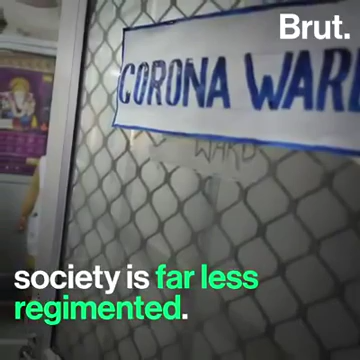 Brut.
CORONA WAR
WARD
society is far less
regimented.